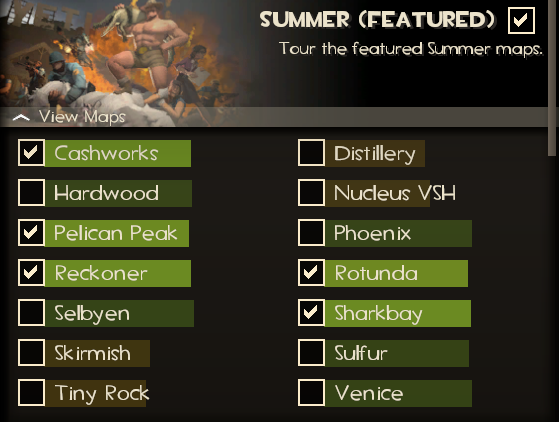 SUMMER (FEATURED)
Tour the featured Summer maps.
View Maps
Cashworks
Distillery
Hardwood
Nucleus VSH
Pelican Peak
Phoenix
Reckoner
Rotunda
Selbyen
Sharkbay
Skirmish
Sulfur
Tiny Rock
Venice